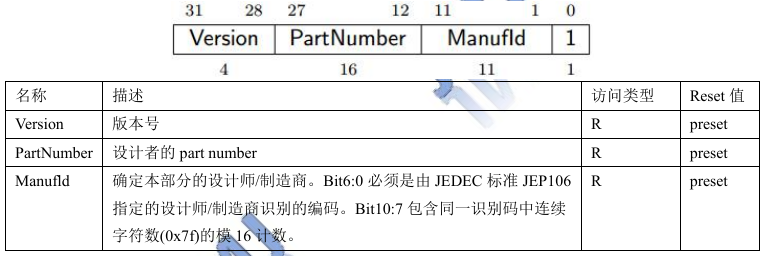 31 28 27 12 11 1 0
Version PartNumber ManufId 1
4 16 11 1
名称 描述 访问类型 Reset 值
Version 版本号 R preset
PartNumber 设计者的 part number R preset
ManufId 确定本部分的设计师/制造商。Bit6:0 必须是由 JEDEC 标准 JEP106 R preset
指定的设计师/制造商识别的编码。Bit10:7 包含同一识别码中连续
字符数(0x7f)的模 16 计数。